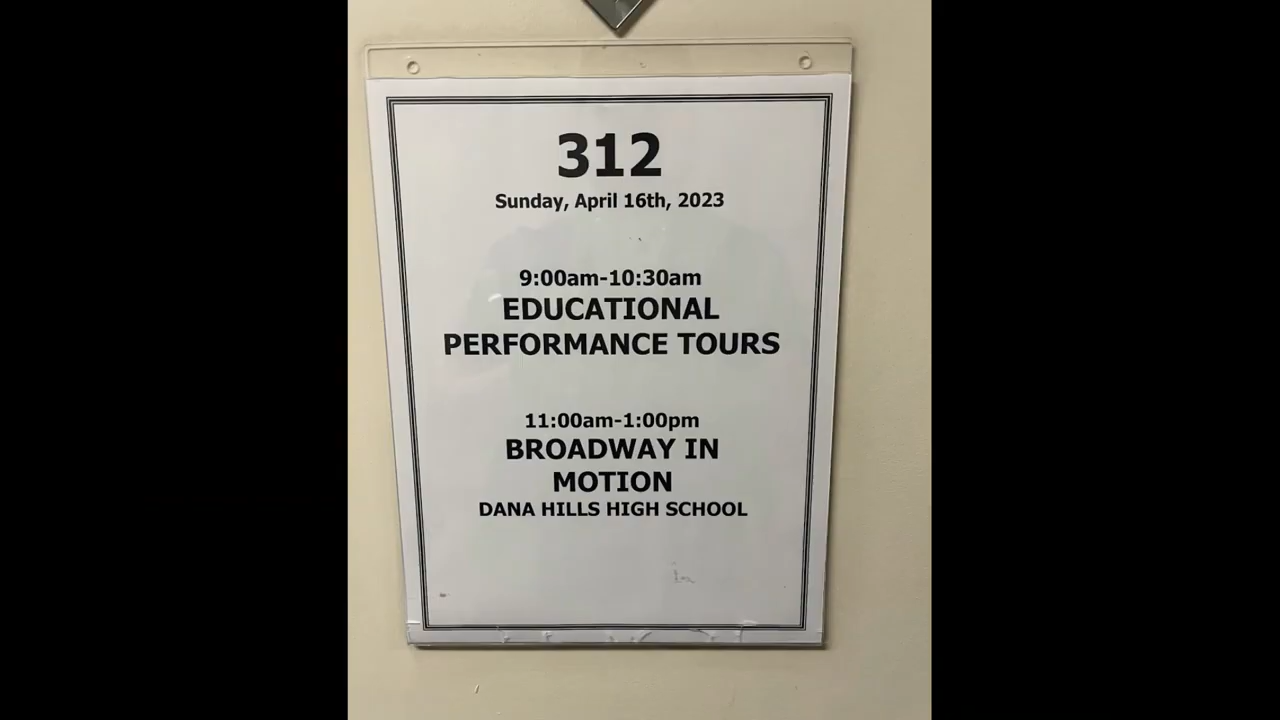 312
Sunday, April 16th, 2023
9:00am-10:30am
EDUCATIONAL
PERFORMANCE TOURS
11:00am-1:00pm
BROADWAY IN
MOTION
DANA HILLS HIGH SCHOOL